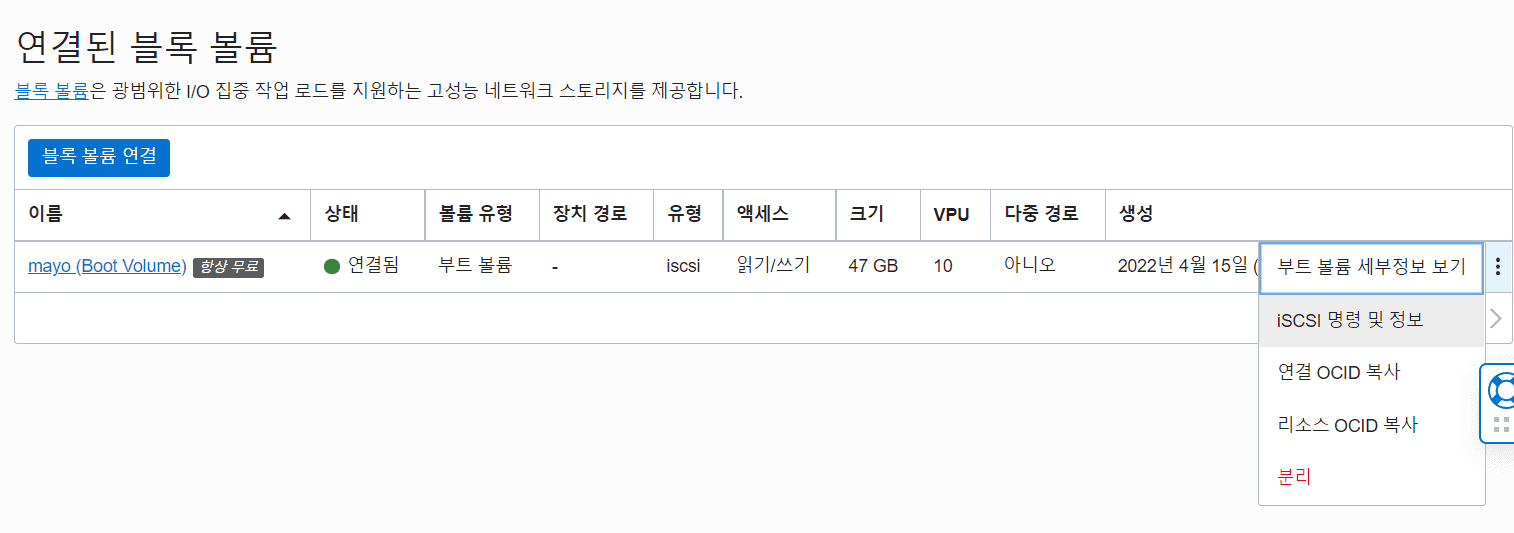 연결된 블록 볼륨
블록 볼륨은 광범위한 I/O 집중 작업 로드를 지원하는 고성능 네트워크 스토리지를 제공합니다.
블록 볼륨 연결
이름 상태 볼륨 유형 장치 경로 유형 액세스 크기 VPU 다중 경로 생성
mayo (Boot Volume) 항상 무료 연결됨 부트 볼륨 - iscsi 읽기/쓰기 47 GB 10 아니오 2022년 4월 15일 (
부트 볼륨 세부정보 보기
iSCSI 명령 및 정보
연결 OCID 복사
리소스 OCID 복사
분리